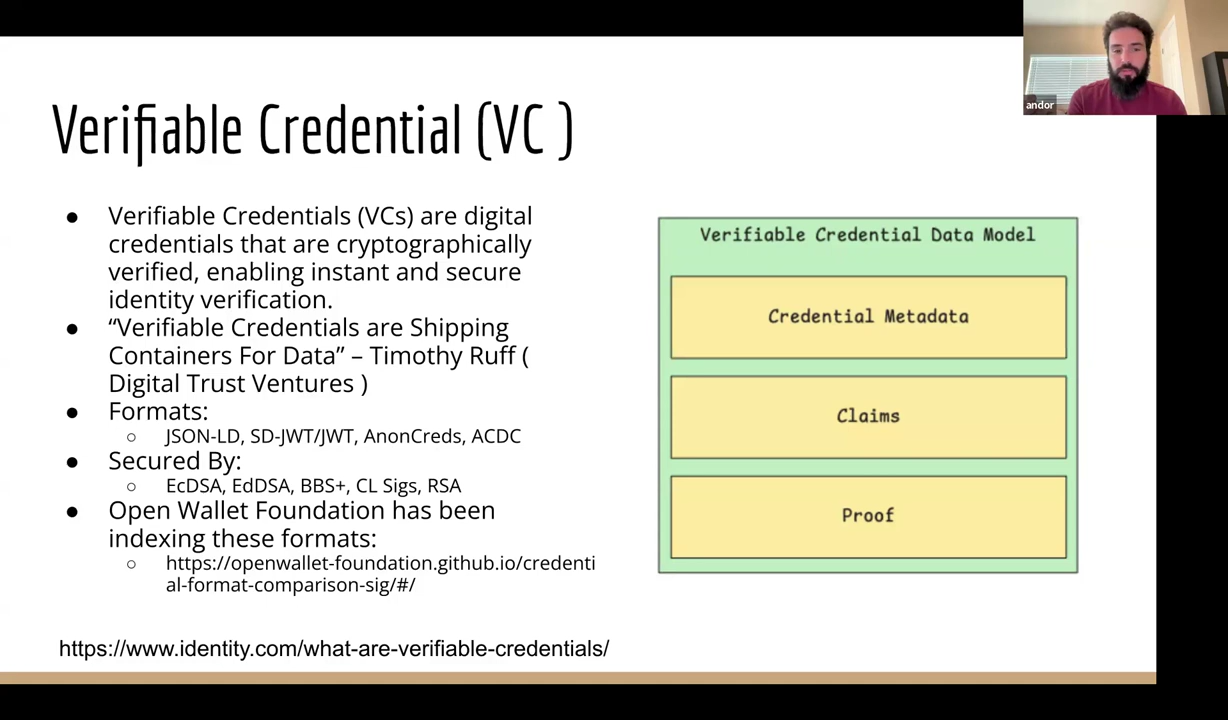 andor
Verifiable Credential (VC )
● Verifiable Credentials (VCs) are digital
credentials that are cryptographically
verified, enabling instant and secure
identity verification.
● “Verifiable Credentials are Shipping
Containers For Data” – Timothy Ruff (
Digital Trust Ventures )
● Formats:
○ JSON-LD, SD-JWT/JWT, AnonCreds, ACDC
● Secured By:
○ EcDSA, EdDSA, BBS+, CL Sigs, RSA
● Open Wallet Foundation has been
indexing these formats:
○ https://openwallet-foundation.github.io/credenti
al-format-comparison-sig/#/
https://www.identity.com/what-are-verifiable-credentials/
Verifiable Credential Data Model
Credential Metadata
Claims
Proof